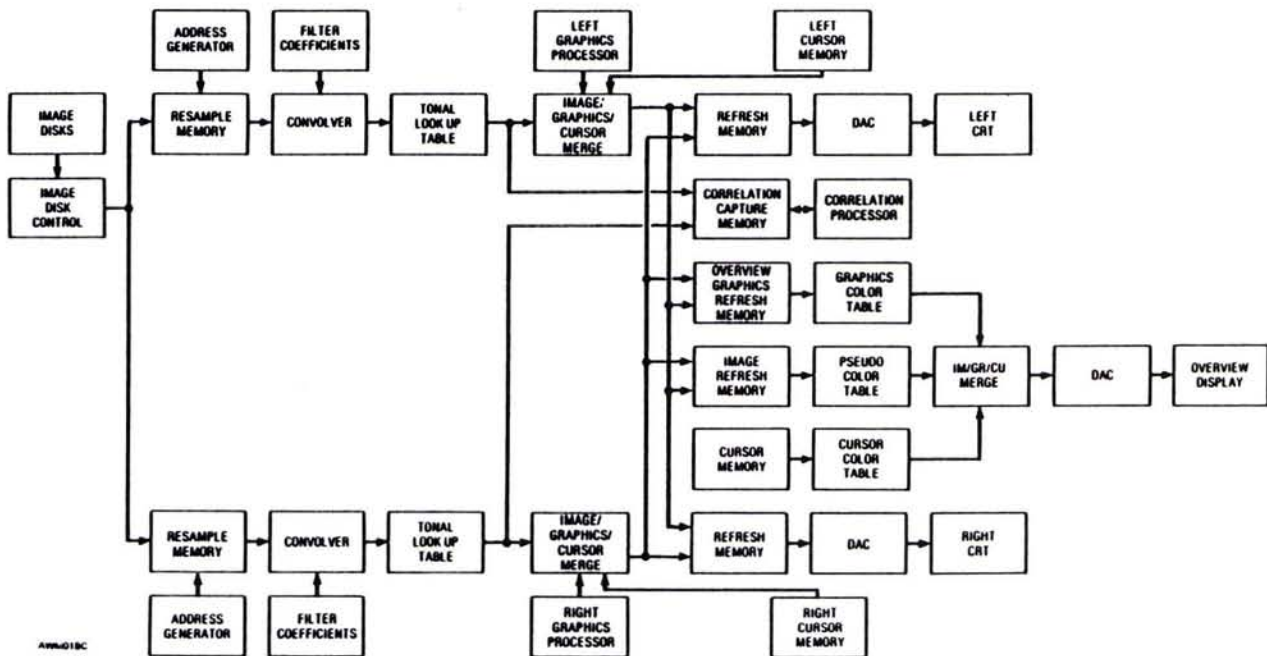 ADDRESS
GENERATOR
FILTER
COEFFICIENTS
LEFT
GRAPHICS
PROCESSOR
LEFT
CURSOR
MEMORY
IMAGE
DISKS
RESAMPLE
MEMORY
CONVOLVER
TONAL
LOOK UP
TABLE
IMAGE/
GRAPHICS/
CURSOR
MERGE
REFRESH
MEMORY
DAC
LEFT
CRT
IMAGE
DISK
CONTROL
CORRELATION
CAPTURE
MEMORY
CORRELATION
PROCESSOR
OVERVIEW
GRAPHICS
REFRESH
MEMORY
GRAPHICS
COLOR
TABLE
IMAGE
REFRESH
MEMORY
PSEUDO
COLOR
TABLE
IM/GR/CU
MERGE
DAC
OVERVIEW
DISPLAY
CURSOR
MEMORY
CURSOR
COLOR
TABLE
RESAMPLE
MEMORY
CONVOLVER
TONAL
LOOK UP
TABLE
IMAGE/
GRAPHICS/
CURSOR
MERGE
REFRESH
MEMORY
DAC
RIGHT
CRT
ADDRESS
GENERATOR
FILTER
COEFFICIENTS
RIGHT
GRAPHICS
PROCESSOR
RIGHT
CURSOR
MEMORY